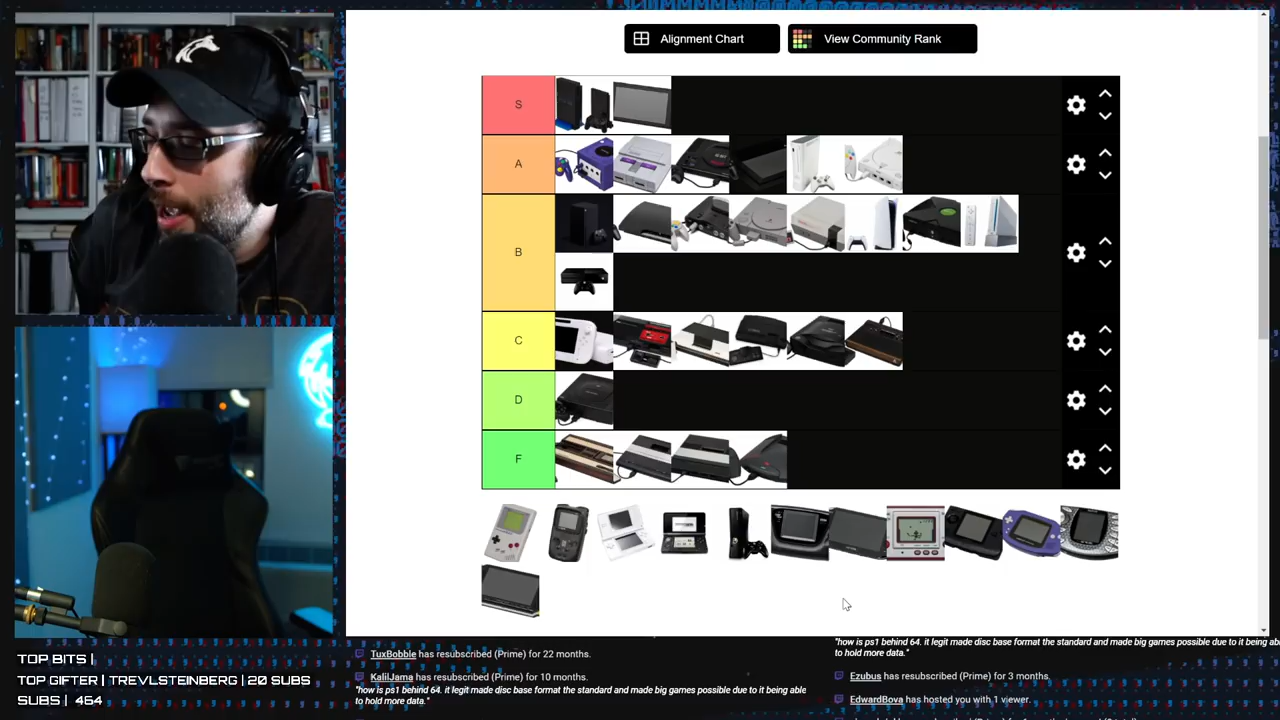 Alignment Chart
View Community Rank
S
A
B
C
D
F
TOP BITS |
TOP GIFTER | TREVLSTEINBERG | 20 SUBS
SUBS | 464
TuxBobble has resubscribed (Prime) for 22 months.
KalilJama has resubscribed (Prime) for 10 months.
"how is ps1 behind 64. it legit made disc base format the standard and made big games possible due to it being able
to hold more data."
"how is ps1 behind 64. it legit made disc base format the standard and made big games possible due to it being able
to hold more data."
Ezubus has resubscribed (Prime) for 3 months.
EdwardBova has hosted you with 1 viewer.